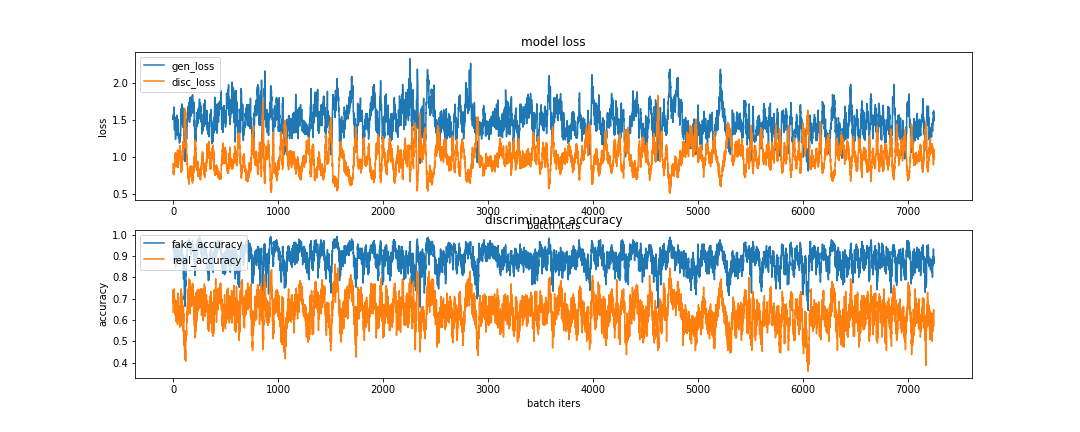 model loss
gen_loss
disc_loss
loss
2.0
1.5
1.0
0.5
0 1000 2000 3000 4000 5000 6000 7000
batch iters
discriminator accuracy
fake_accuracy
real_accuracy
accuracy
1.0
0.9
0.8
0.7
0.6
0.5
0.4
0 1000 2000 3000 4000 5000 6000 7000
batch iters